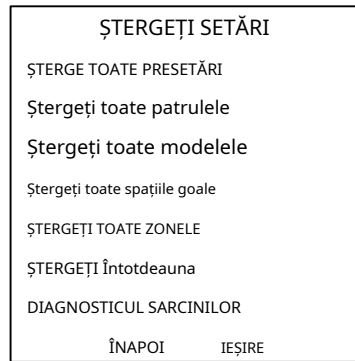 ȘTERGEȚI SETĂRI
ȘTERGE TOATE PRESETĂRI
Ștergeți toate patrulele
Ștergeți toate modelele
Ștergeți toate spațiile goale
ȘTERGEȚI TOATE ZONELE
ȘTERGEȚI Întotdeauna
DIAGNOSTICUL SARCINILOR
ÎNAPOI IEȘIRE